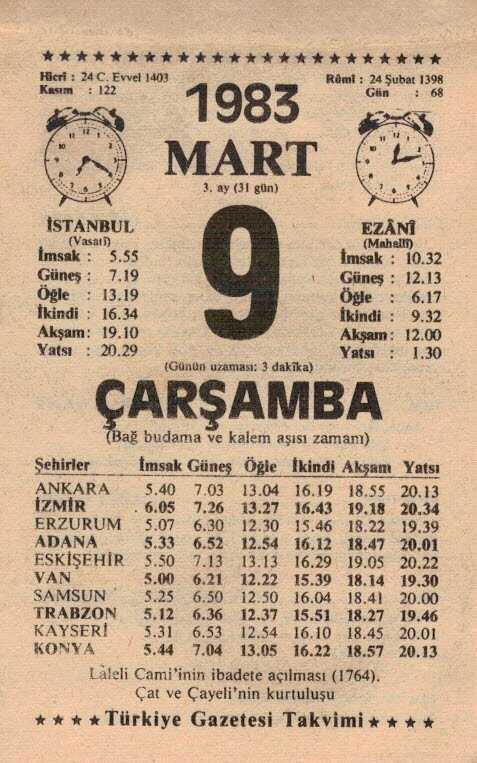 ★★★★★★★★★★★★★★★★★★★★★★★★
Hicrî : 24 C. Evvel 1403
Kasım : 122
Rûmî : 24 Şubat 1398
Gün : 68
1983
MART
3. ay (31 gün)
9
İSTANBUL
(Vasatî)
İmsak : 5.55
Güneş : 7.19
Öğle : 13.19
İkindi : 16.34
Akşam: 19.10
Yatsı : 20.29
EZANÎ
(Mahallî)
İmsak : 10.32
Güneş : 12.13
Öğle : 6.17
İkindi : 9.32
Akşam: 12.00
Yatsı : 1.30
(Günün uzaması: 3 dakîka)
ÇARŞAMBA
(Bağ budama ve kalem aşısı zamanı)
Şehirler İmsak Güneş Öğle İkindi Akşam Yatsı
ANKARA 5.40 7.03 13.04 16.19 18.55 20.13
İZMİR 6.05 7.26 13.27 16.43 19.18 20.34
ERZURUM 5.07 6.30 12.30 15.46 18.22 19.39
ADANA 5.33 6.52 12.54 16.12 18.47 20.01
ESKİŞEHİR 5.50 7.13 13.13 16.29 19.05 20.22
VAN 5.00 6.21 12.22 15.39 18.14 19.30
SAMSUN 5.25 6.50 12.50 16.04 18.41 20.00
TRABZON 5.12 6.36 12.37 15.51 18.27 19.46
KAYSERİ 5.31 6.53 12.54 16.10 18.45 20.01
KONYA 5.44 7.04 13.05 16.22 18.57 20.13
Lâleli Cami'inin ibadete açılması (1764).
Çat ve Çayeli'nin kurtuluşu
★★★★Türkiye Gazetesi Takvimi★★★★